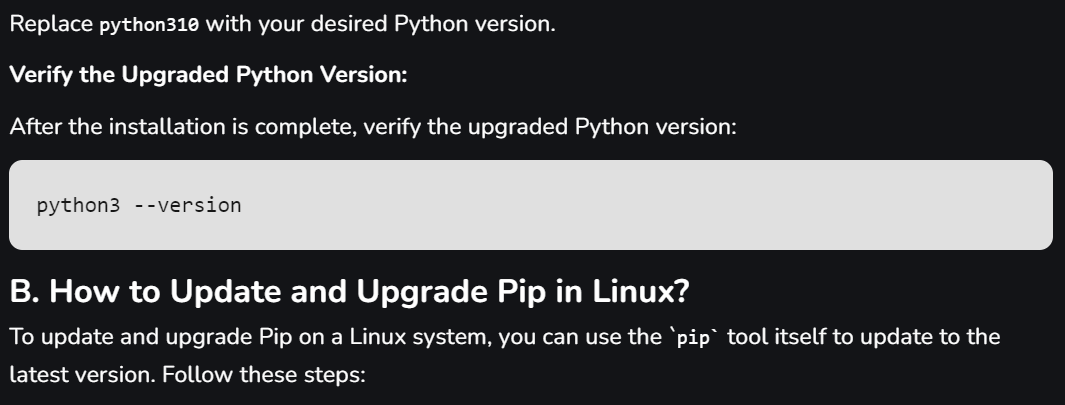 Replace python310 with your desired Python version.
Verify the Upgraded Python Version:
After the installation is complete, verify the upgraded Python version:
python3 --version
B. How to Update and Upgrade Pip in Linux?
To update and upgrade Pip on a Linux system, you can use the `pip` tool itself to update to the
latest version. Follow these steps: